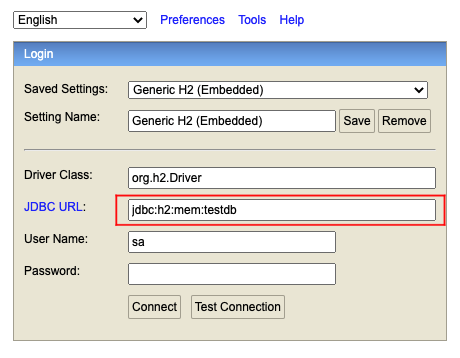 English Preferences Tools Help
Login
Saved Settings: Generic H2 (Embedded)
Setting Name: Generic H2 (Embedded) Save Remove
Driver Class: org.h2.Driver
JDBC URL: jdbc:h2:mem:testdb
User Name: sa
Password:
Connect Test Connection